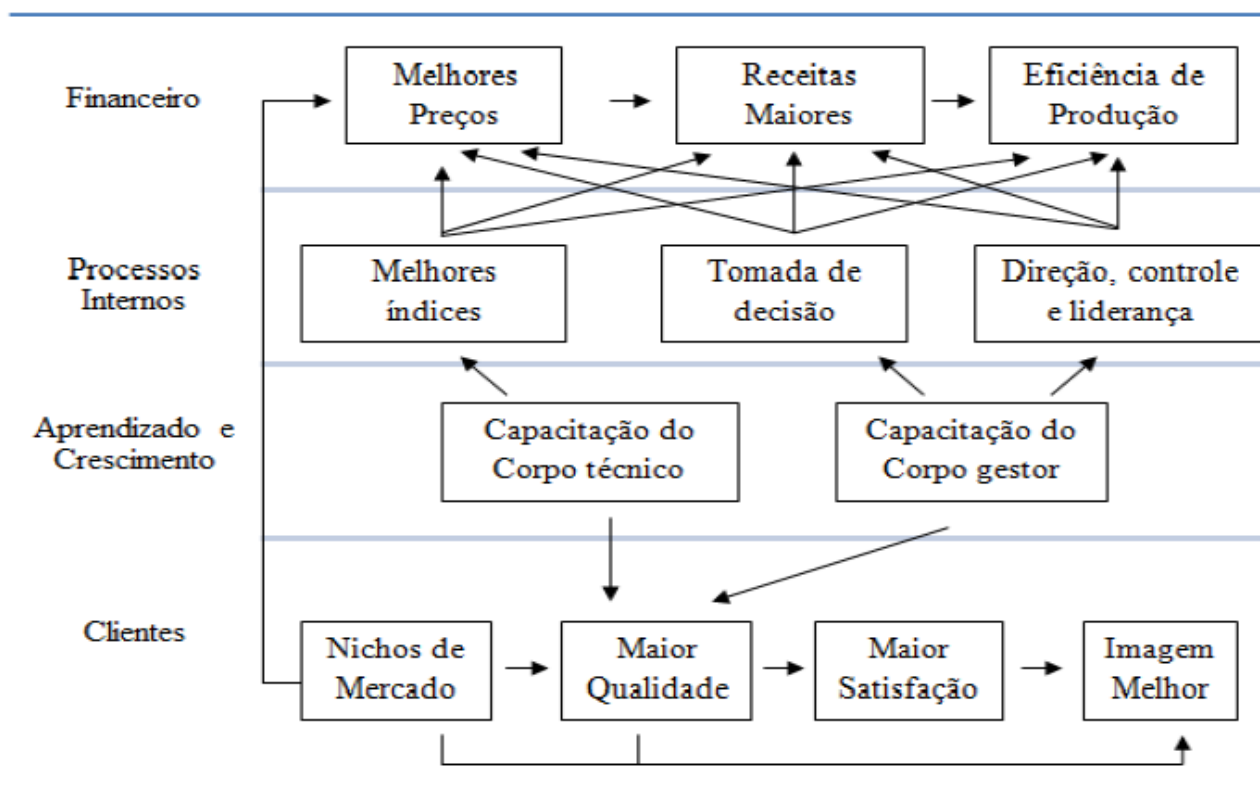 Financeiro
Melhores
Preços
Receitas
Maiores
Eficiência de
Produção
Processos
Internos
Melhores
índices
Tomada de
decisão
Direção, controle
e liderança
Aprendizado e
Crescimento
Capacitação do
Corpo técnico
Capacitação do
Corpo gestor
Clientes
Nichos de
Mercado
Maior
Qualidade
Maior
Satisfação
Imagem
Melhor